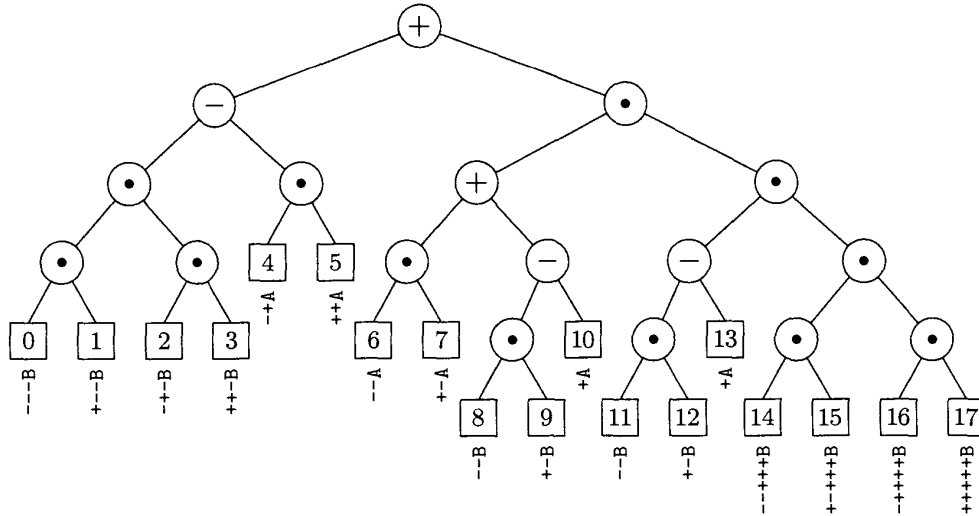 +
− •
• • + •
• • 4 5 • − − •
-+A ++A
0 1 2 3 6 7 • 10 • 13 • •
---B +--B -+-B ++-B --A +-A +A +A
8 9 11 12 14 15 16 17
--B +-B --B +-B --+++B +-+++B -++++B +++++B